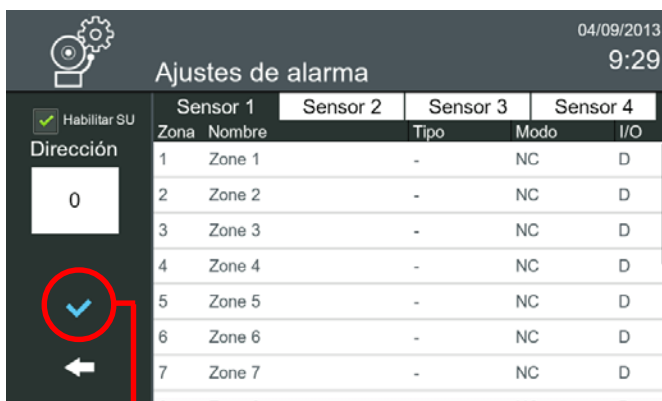 04/09/2013
9:29
Ajustes de alarma
Habilitar SU
Dirección
0
Sensor 1 Sensor 2 Sensor 3 Sensor 4
Zona Nombre Tipo Modo I/O
1 Zone 1 - NC D
2 Zone 2 - NC D
3 Zone 3 - NC D
4 Zone 4 - NC D
5 Zone 5 - NC D
6 Zone 6 - NC D
7 Zone 7 - NC D